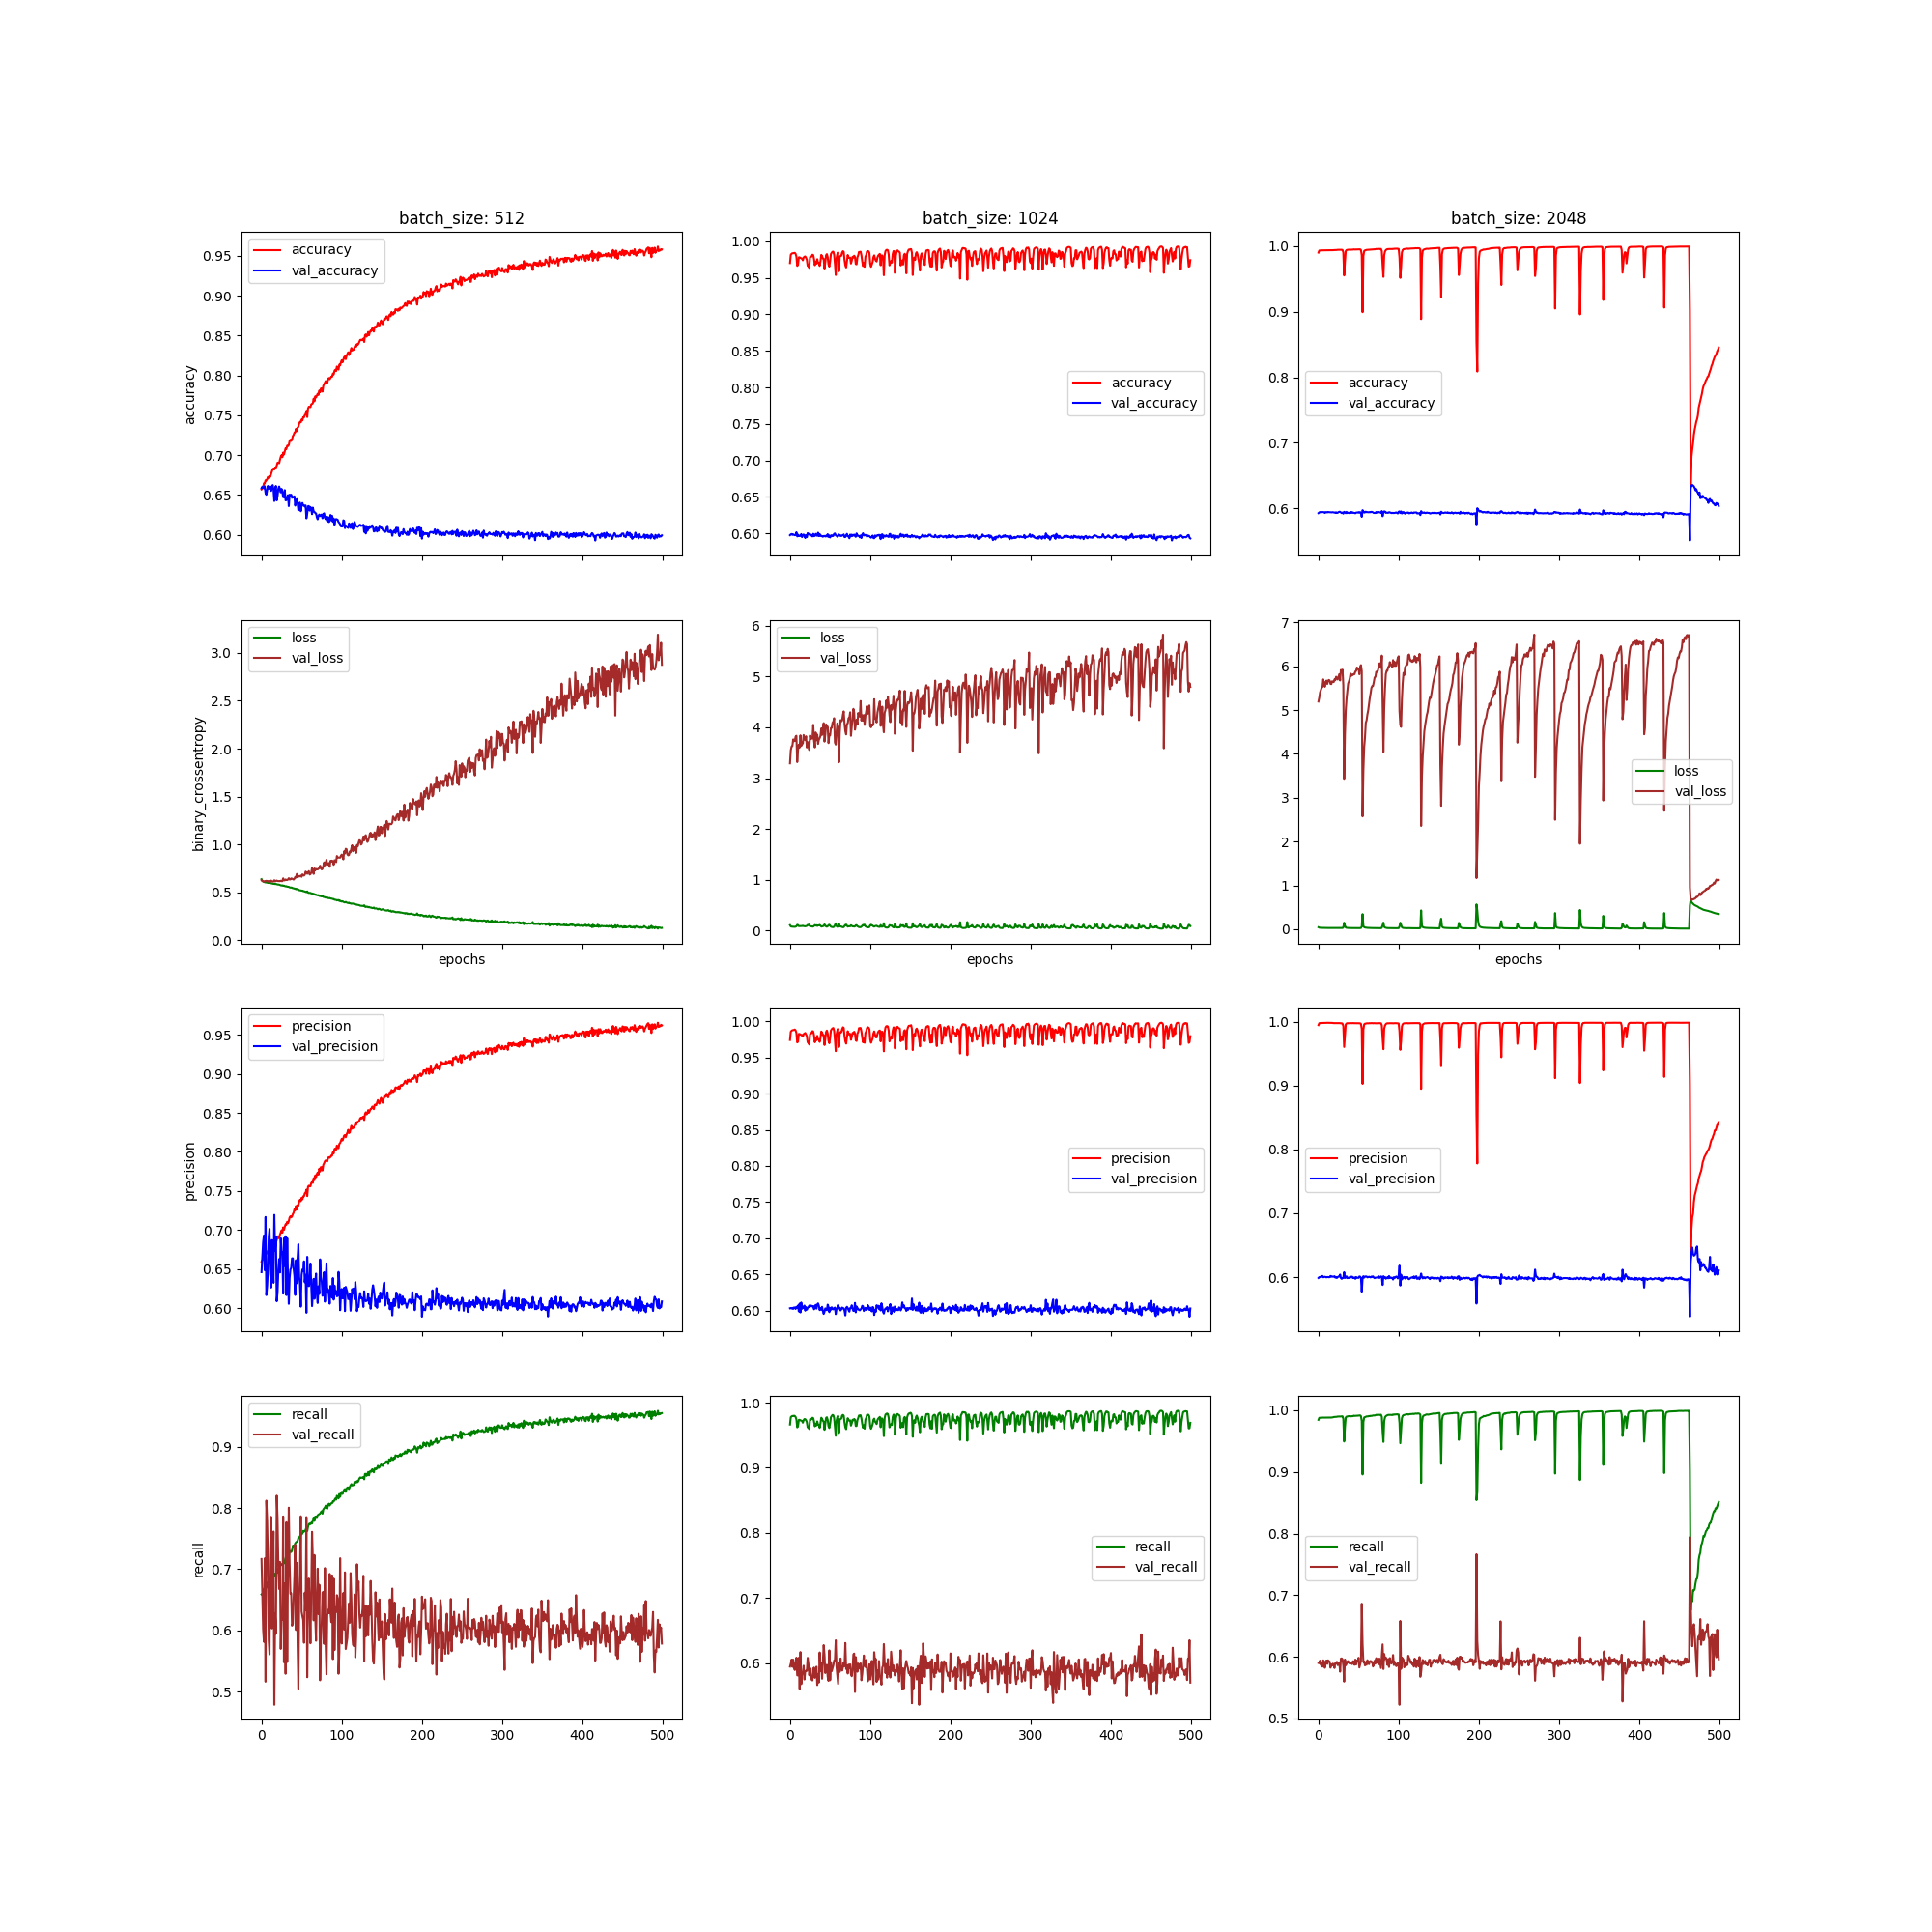 batch_size: 512
batch_size: 1024
batch_size: 2048
accuracy
0.95
0.90
0.85
0.80
0.75
0.70
0.65
0.60
accuracy
val_accuracy
1.00
0.95
0.90
0.85
0.80
0.75
0.70
0.65
0.60
accuracy
val_accuracy
1.0
0.9
0.8
0.7
0.6
accuracy
val_accuracy
binary_crossentropy
3.0
2.5
2.0
1.5
1.0
0.5
0.0
loss
val_loss
epochs
6
5
4
3
2
1
0
loss
val_loss
epochs
7
6
5
4
3
2
1
0
loss
val_loss
epochs
precision
0.95
0.90
0.85
0.80
0.75
0.70
0.65
0.60
precision
val_precision
1.00
0.95
0.90
0.85
0.80
0.75
0.70
0.65
0.60
precision
val_precision
1.0
0.9
0.8
0.7
0.6
precision
val_precision
recall
0.9
0.8
0.7
0.6
0.5
recall
val_recall
0 100 200 300 400 500
1.0
0.9
0.8
0.7
0.6
recall
val_recall
0 100 200 300 400 500
1.0
0.9
0.8
0.7
0.6
0.5
recall
val_recall
0 100 200 300 400 500